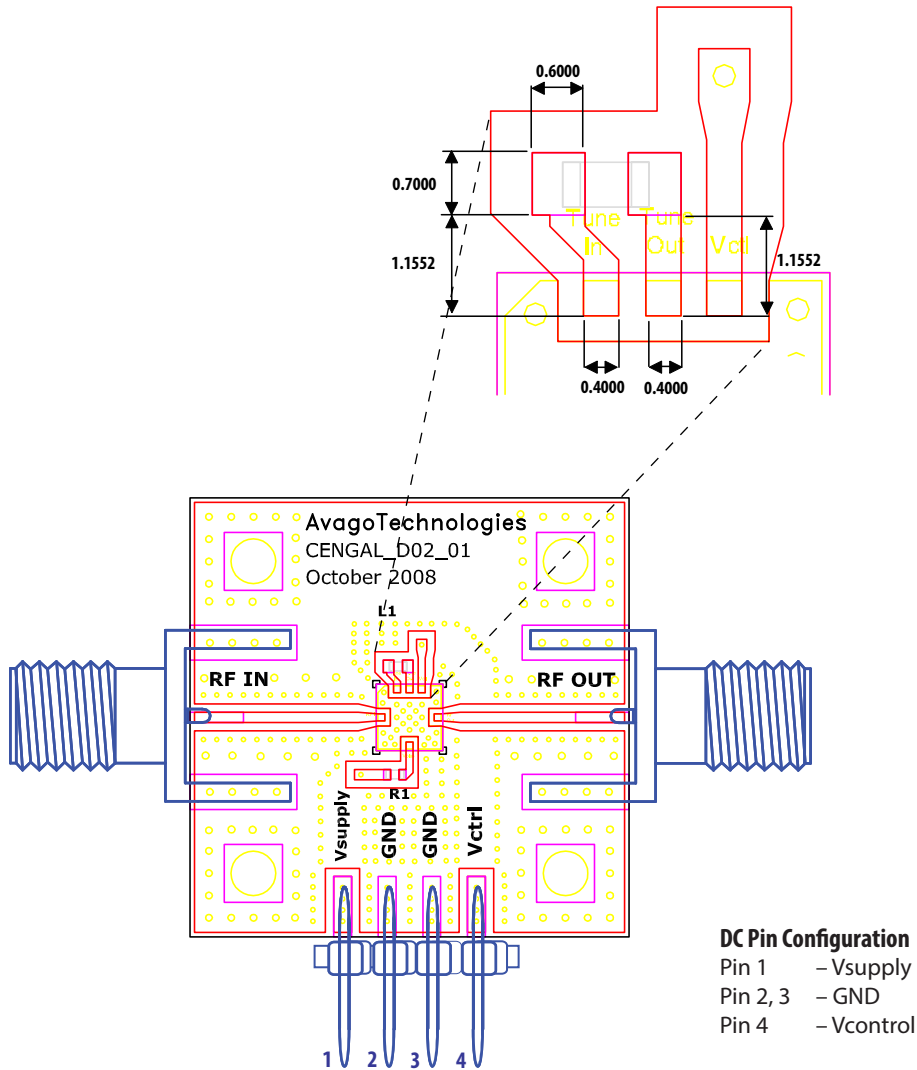 0.6000
0.7000
1.1552
Tune In
Tune Out
Vctl
1.1552
0.4000
0.4000
AvagoTechnologies
CENGAL_D02_01
October 2008
L1
RF IN
RF OUT
R1
Vsupply
GND
GND
Vctrl
1
2
3
4
DC Pin Configuration
Pin 1 – Vsupply
Pin 2, 3 – GND
Pin 4 – Vcontrol